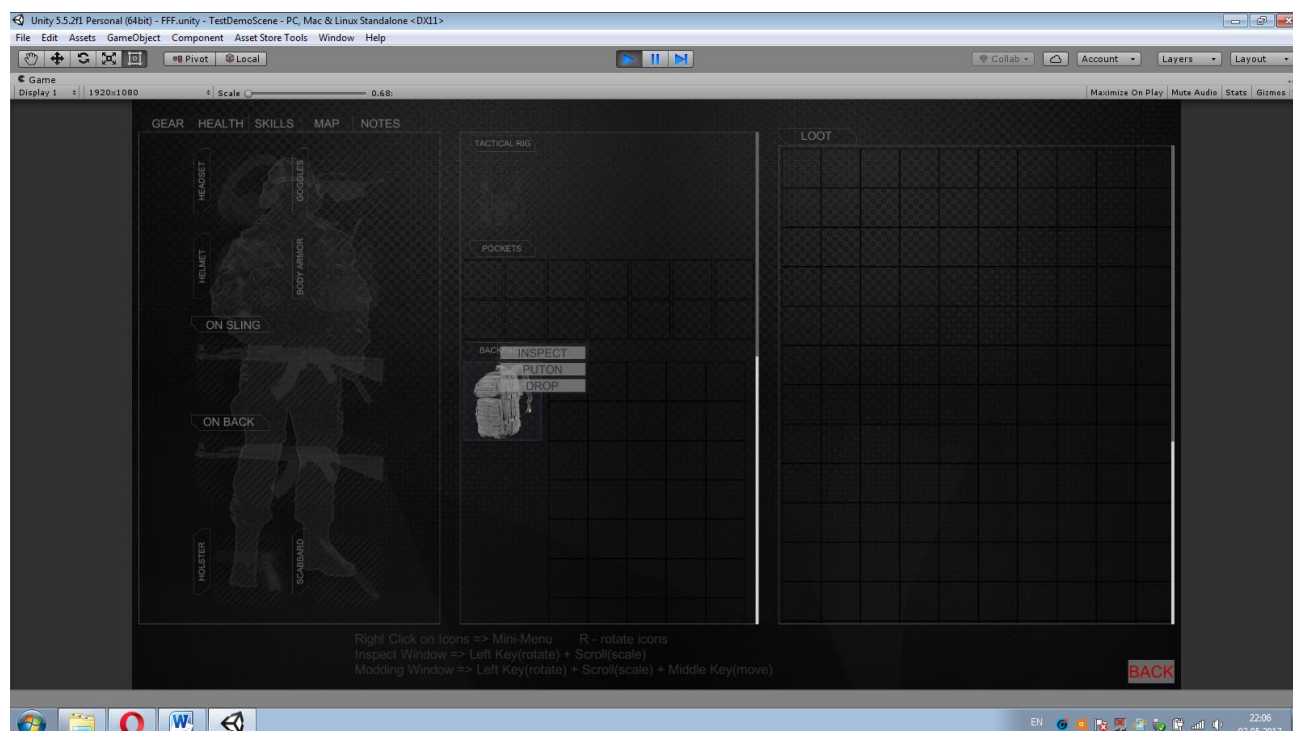 Unity 5.5.2f1 Personal (64bit) - FFF.unity - TestDemoScene - PC, Mac & Linux Standalone <DX11>
File Edit Assets GameObject Component Asset Store Tools Window Help
Pivot Local Collab Account Layers Layout
Game
Display 1 1920x1080 Scale 0.68: Maximize On Play Mute Audio Stats Gizmos
GEAR HEALTH SKILLS MAP NOTES
HEADSET
GOGGLES
HELMET
BODY ARMOR
ON SLING
ON BACK
HOLSTER
SCABBARD
TACTICAL RIG
POCKETS
INSPECT
PUTON
DROP
LOOT
Right Click on Icons => Mini-Menu R - rotate icons
Inspect Window => Left Key(rotate) + Scroll(scale)
Modding Window => Left Key(rotate) + Scroll(scale) + Middle Key(move)
BACK
EN 22:06
02.05.2017